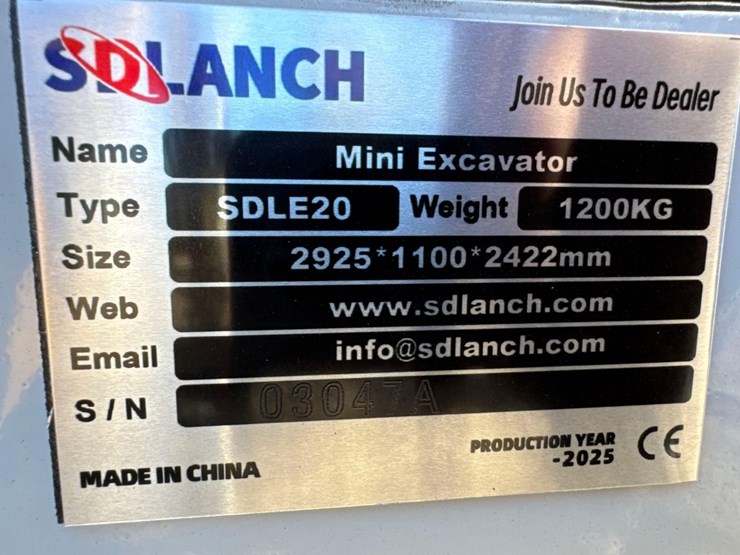 SDLANCH
Join Us To Be Dealer
Name Mini Excavator
Type SDLE20 Weight 1200KG
Size 2925*1100*2422mm
Web www.sdlanch.com
Email info@sdlanch.com
S/N 03047A
MADE IN CHINA
PRODUCTION YEAR
-2025
CE